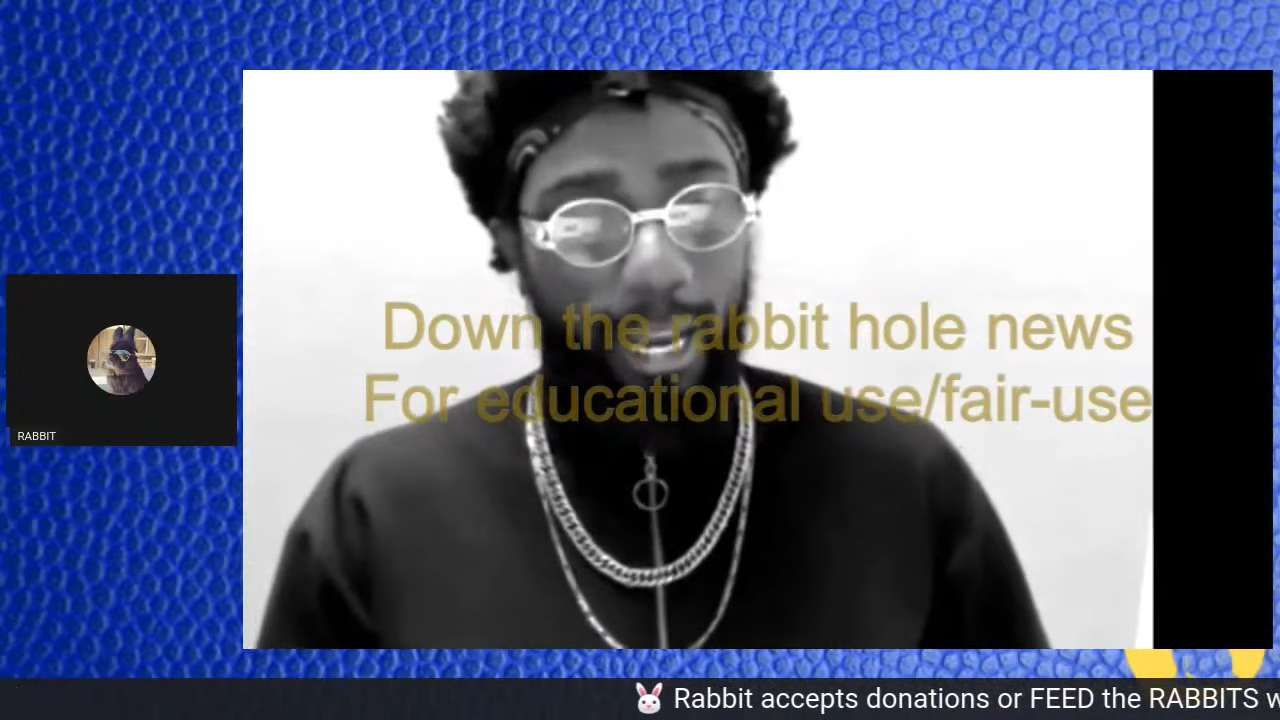 Down the rabbit hole news
For educational use/fair-use
RABBIT
Rabbit accepts donations or FEED the RABBITS w